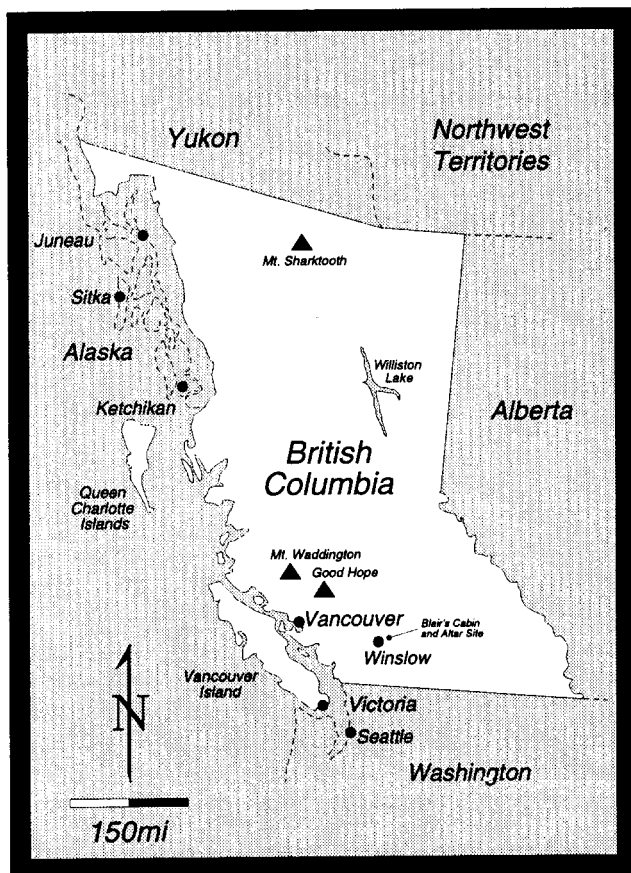 Yukon
Northwest
Territories
Juneau
Mt. Sharktooth
Sitka
Alaska
Williston
Lake
Ketchikan
Alberta
British
Columbia
Queen
Charlotte
Islands
Mt. Waddington
Good Hope
Vancouver
Blair's Cabin
and Altar Site
Winslow
Vancouver
Island
N
Victoria
Seattle
Washington
150mi